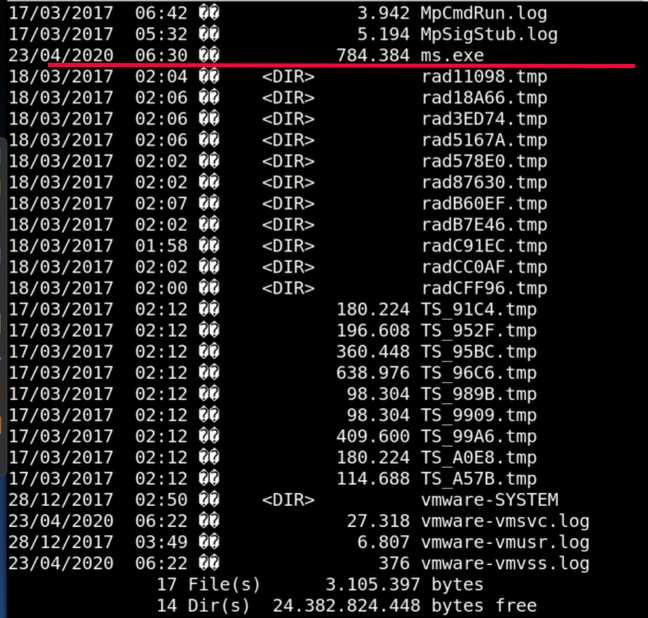 17/03/2017  06:42 ��             3.942 MpCmdRun.log
17/03/2017  05:32 ��             5.194 MpSigStub.log
23/04/2020  06:30 ��           784.384 ms.exe
18/03/2017  02:04 ��    <DIR>          rad11098.tmp
18/03/2017  02:06 ��    <DIR>          rad18A66.tmp
18/03/2017  02:06 ��    <DIR>          rad3ED74.tmp
18/03/2017  02:06 ��    <DIR>          rad5167A.tmp
18/03/2017  02:02 ��    <DIR>          rad578E0.tmp
18/03/2017  02:02 ��    <DIR>          rad87630.tmp
18/03/2017  02:07 ��    <DIR>          radB60EF.tmp
18/03/2017  02:02 ��    <DIR>          radB7E46.tmp
18/03/2017  01:58 ��    <DIR>          radC91EC.tmp
18/03/2017  02:02 ��    <DIR>          radCC0AF.tmp
18/03/2017  02:00 ��    <DIR>          radCFF96.tmp
17/03/2017  02:12 ��           180.224 TS_91C4.tmp
17/03/2017  02:12 ��           196.608 TS_952F.tmp
17/03/2017  02:12 ��           360.448 TS_95BC.tmp
17/03/2017  02:12 ��           638.976 TS_96C6.tmp
17/03/2017  02:12 ��            98.304 TS_989B.tmp
17/03/2017  02:12 ��            98.304 TS_9909.tmp
17/03/2017  02:12 ��           409.600 TS_99A6.tmp
17/03/2017  02:12 ��           180.224 TS_A0E8.tmp
17/03/2017  02:12 ��           114.688 TS_A57B.tmp
28/12/2017  02:50 ��    <DIR>          vmware-SYSTEM
23/04/2020  06:22 ��            27.318 vmware-vmsvc.log
28/12/2017  03:49 ��             6.807 vmware-vmusr.log
23/04/2020  06:22 ��               376 vmware-vmvss.log
17 File(s)      3.105.397 bytes
14 Dir(s)  24.382.824.448 bytes free